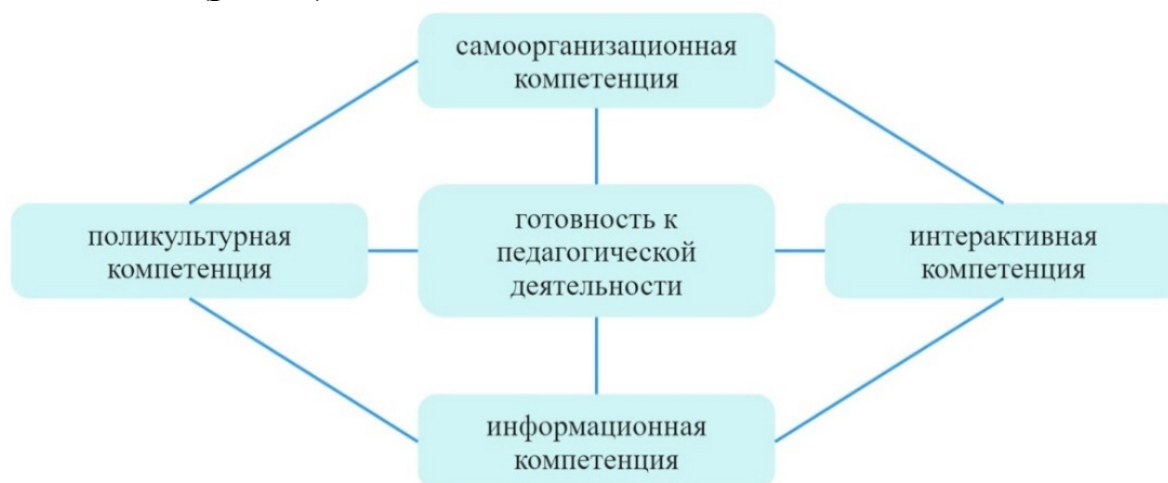 самоорганизационная
компетенция
поликультурная
компетенция
готовность к
педагогической
деятельности
интерактивная
компетенция
информационная
компетенция